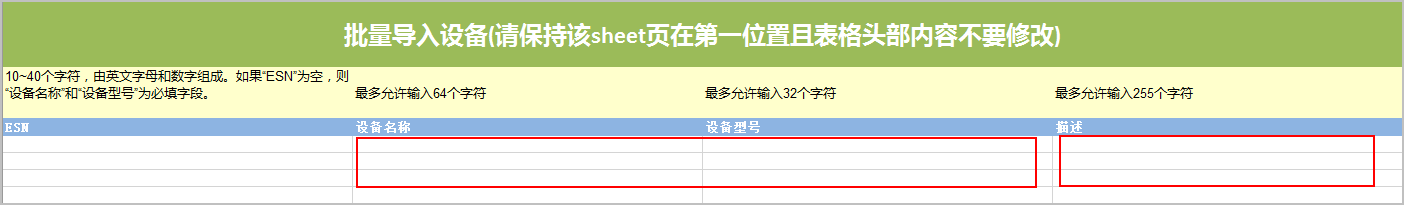 批量导入设备(请保持该sheet页在第一位置且表格头部内容不要修改)
10~40个字符，由英文字母和数字组成。如果“ESN”为空，则
“设备名称”和“设备型号”为必填字段。
最多允许输入64个字符
最多允许输入32个字符
最多允许输入255个字符
ESN
设备名称
设备型号
描述